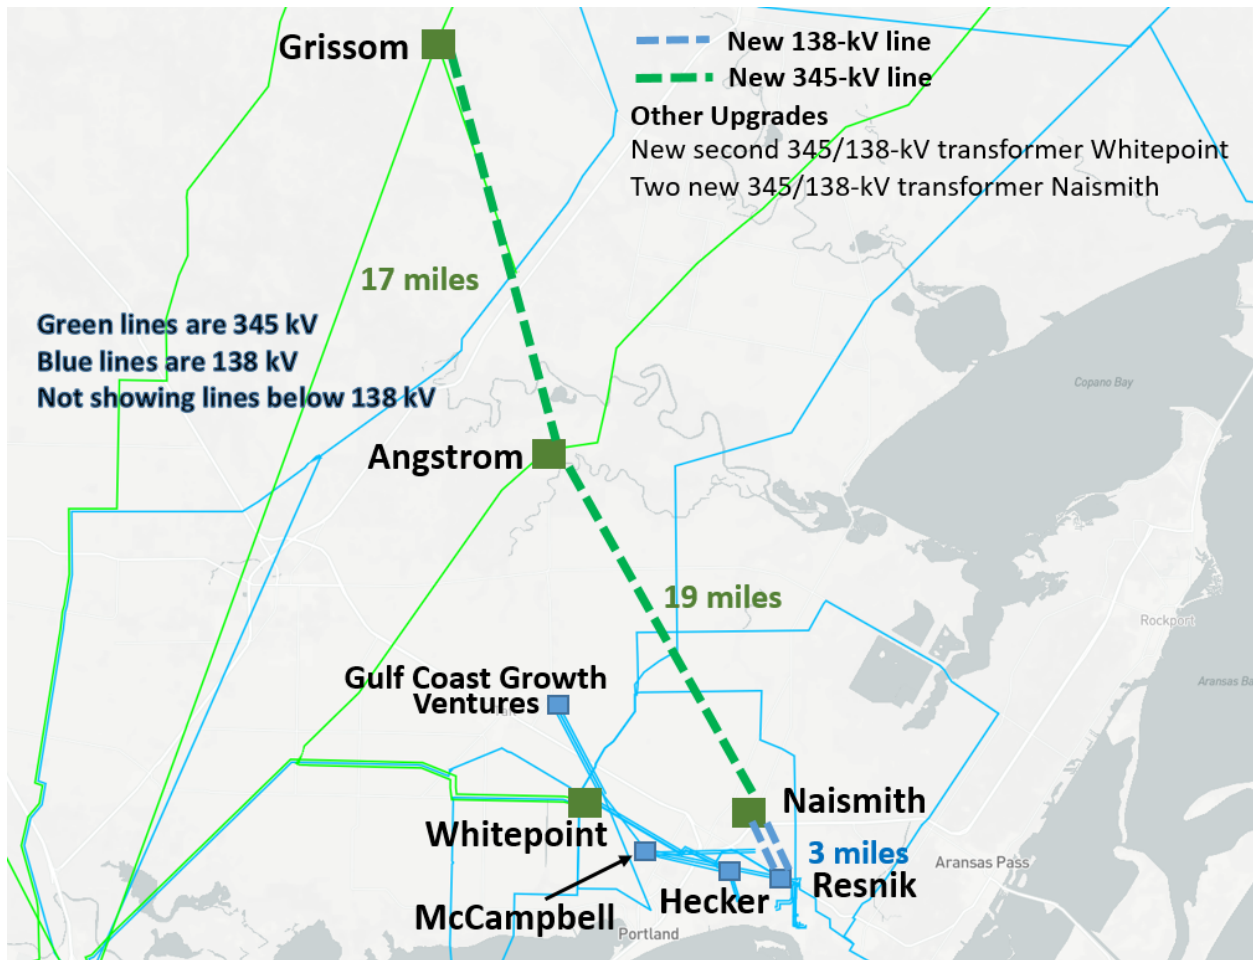 Grissom
New 138-kV line
New 345-kV line
Other Upgrades
New second 345/138-kV transformer Whitepoint
Two new 345/138-kV transformer Naismith
17 miles
Green lines are 345 kV
Blue lines are 138 kV
Not showing lines below 138 kV
Copano Bay
Angstrom
19 miles
Rockport
Gulf Coast Growth
Ventures
Aransas Ba
Naismith
Whitepoint
3 miles
Aransas Pass
Resnik
Hecker
McCampbell
Portland